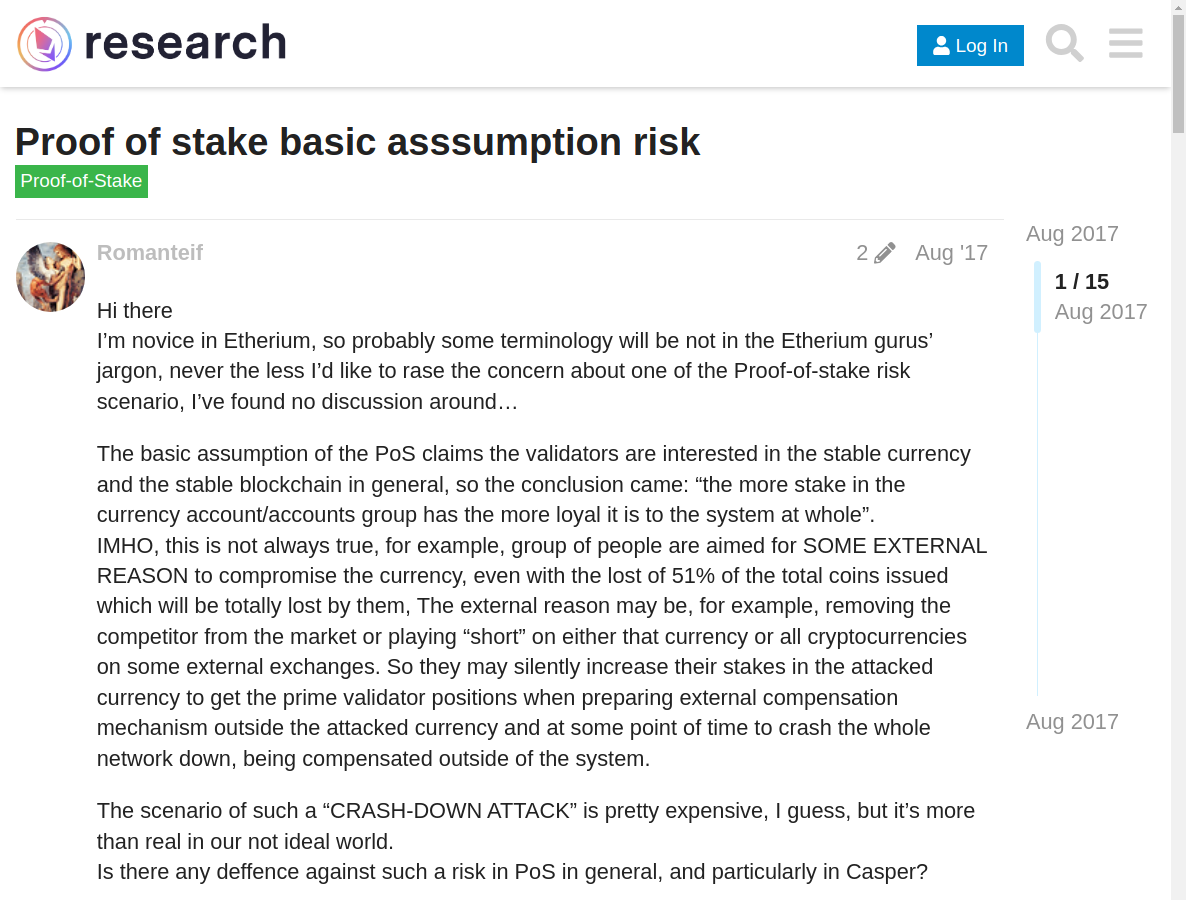 research
Log In
Proof of stake basic asssumption risk
Proof-of-Stake
Romanteif
2
Aug '17
Hi there
I’m novice in Etherium, so probably some terminology will be not in the Etherium gurus’
jargon, never the less I’d like to rase the concern about one of the Proof-of-stake risk
scenario, I’ve found no discussion around…
The basic assumption of the PoS claims the validators are interested in the stable currency
and the stable blockchain in general, so the conclusion came: “the more stake in the
currency account/accounts group has the more loyal it is to the system at whole”.
IMHO, this is not always true, for example, group of people are aimed for SOME EXTERNAL
REASON to compromise the currency, even with the lost of 51% of the total coins issued
which will be totally lost by them, The external reason may be, for example, removing the
competitor from the market or playing “short” on either that currency or all cryptocurrencies
on some external exchanges. So they may silently increase their stakes in the attacked
currency to get the prime validator positions when preparing external compensation
mechanism outside the attacked currency and at some point of time to crash the whole
network down, being compensated outside of the system.
The scenario of such a “CRASH-DOWN ATTACK” is pretty expensive, I guess, but it’s more
than real in our not ideal world.
Is there any deffence against such a risk in PoS in general, and particularly in Casper?
Aug 2017
1 / 15
Aug 2017
Aug 2017